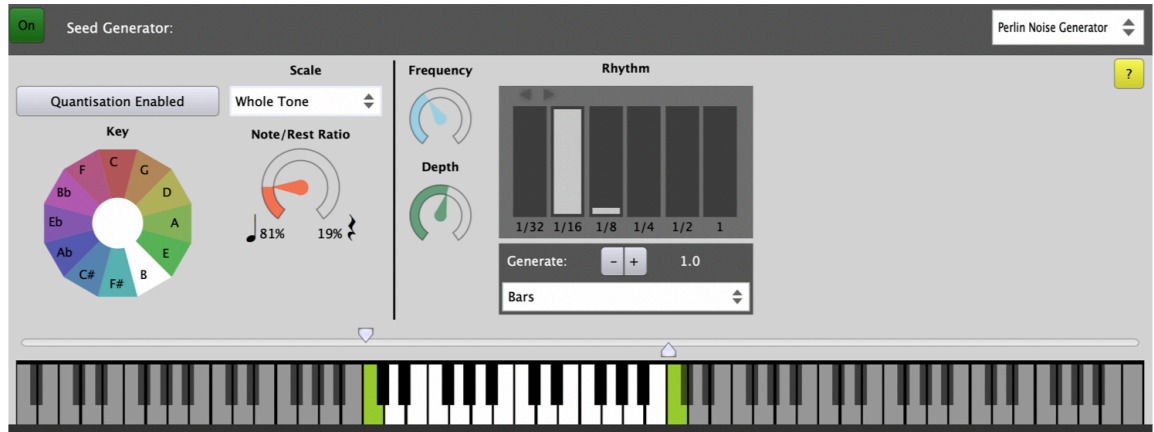 On
Seed Generator:
Perlin Noise Generator
Quantisation Enabled
Scale
Whole Tone
Key
C
G
D
A
E
B
F#
C#
Ab
Eb
Bb
F
Note/Rest Ratio
81% 19%
Frequency
Depth
Rhythm
1/32 1/16 1/8 1/4 1/2 1
Generate: - + 1.0
Bars
?